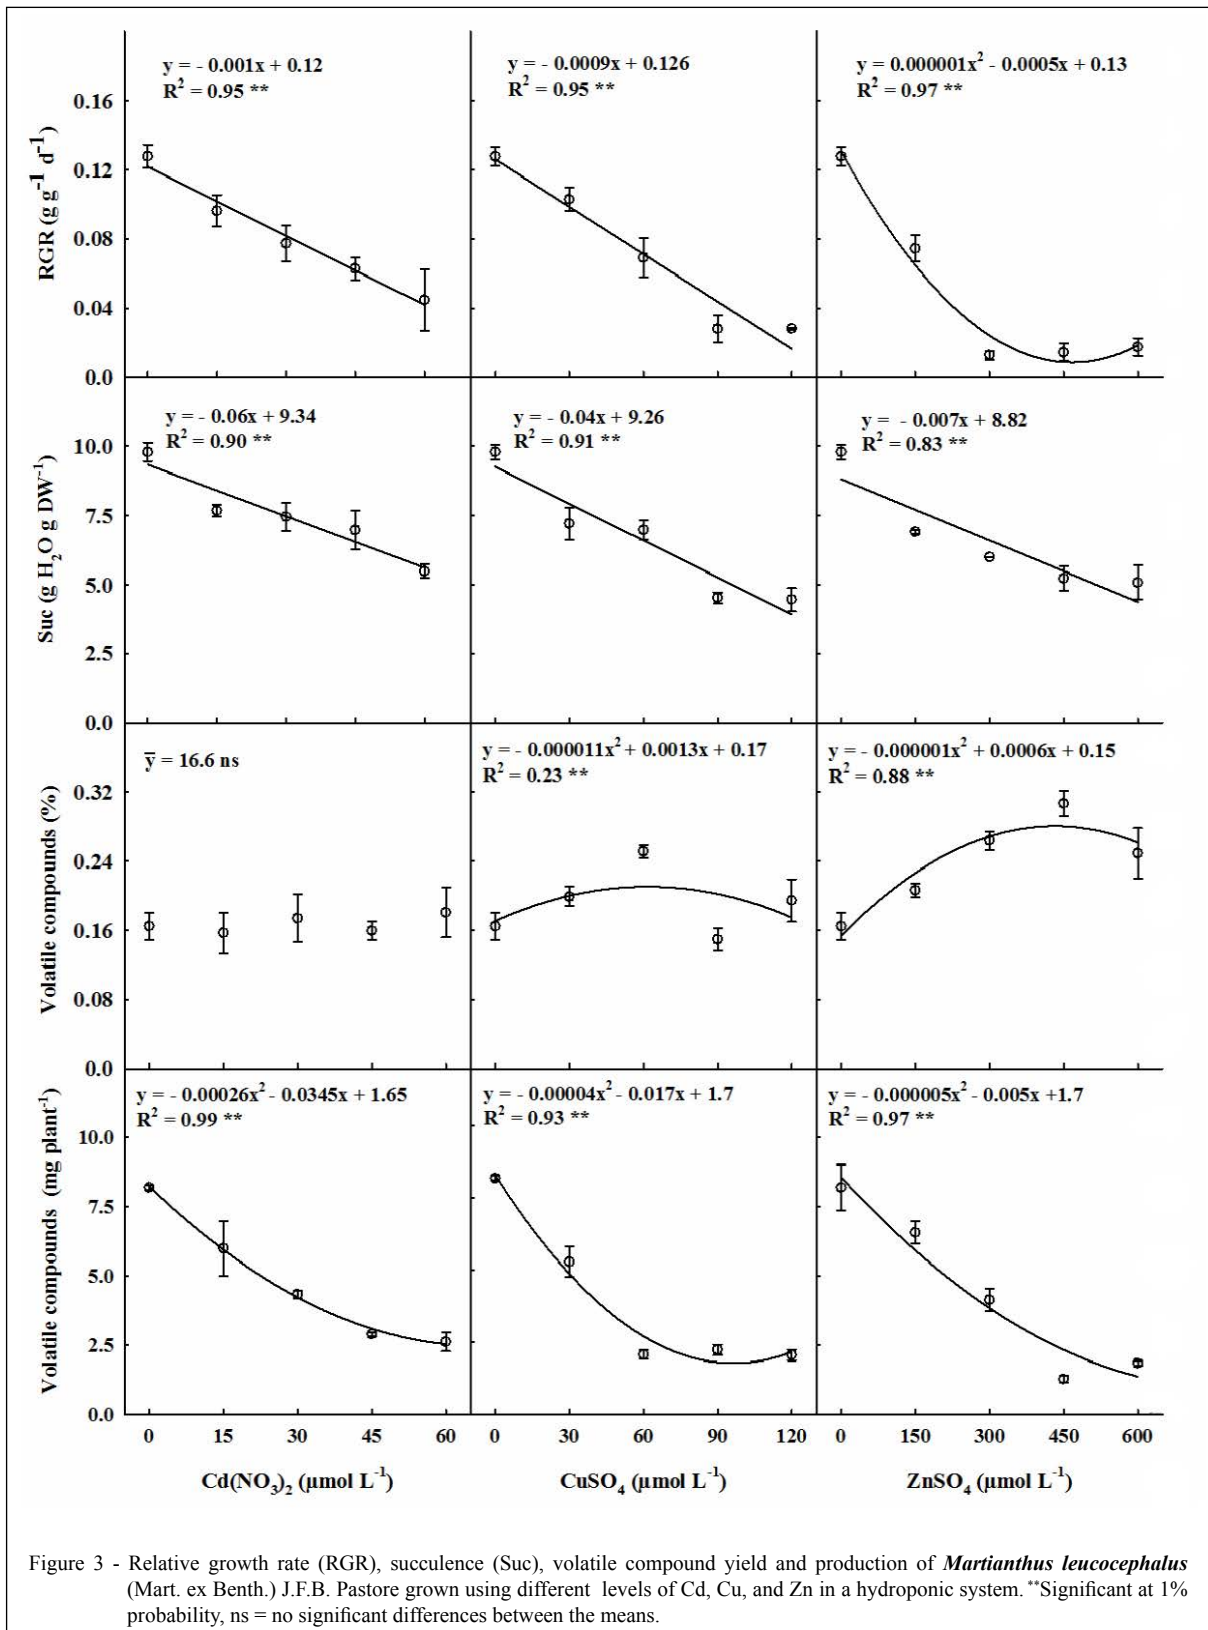 y = - 0.001x + 0.12
R² = 0.95 **
y = - 0.0009x + 0.126
R² = 0.95 **
y = 0.000001x² - 0.0005x + 0.13
R² = 0.97 **
RGR (g g⁻¹ d⁻¹)
0.16
0.12
0.08
0.04
0.0
y = - 0.06x + 9.34
R² = 0.90 **
y = - 0.04x + 9.26
R² = 0.91 **
y = - 0.007x + 8.82
R² = 0.83 **
Suc (g H₂O g DW⁻¹)
10.0
7.5
5.0
2.5
0.0
y̅ = 16.6 ns
y = - 0.000011x² + 0.0013x + 0.17
R² = 0.23 **
y = - 0.000001x² + 0.0006x + 0.15
R² = 0.88 **
Volatile compounds (%)
0.32
0.24
0.16
0.08
0.0
y = - 0.00026x² - 0.0345x + 1.65
R² = 0.99 **
y = - 0.00004x² - 0.017x + 1.7
R² = 0.93 **
y = - 0.000005x² - 0.005x +1.7
R² = 0.97 **
Volatile compounds (mg plant⁻¹)
10.0
7.5
5.0
2.5
0.0
0 15 30 45 60 0 30 60 90 120 0 150 300 450 600
Cd(NO₃)₂ (µmol L⁻¹) CuSO₄ (µmol L⁻¹) ZnSO₄ (µmol L⁻¹)
Figure 3 - Relative growth rate (RGR), succulence (Suc), volatile compound yield and production of Martianthus leucocephalus
(Mart. ex Benth.) J.F.B. Pastore grown using different levels of Cd, Cu, and Zn in a hydroponic system. **Significant at 1%
probability, ns = no significant differences between the means.